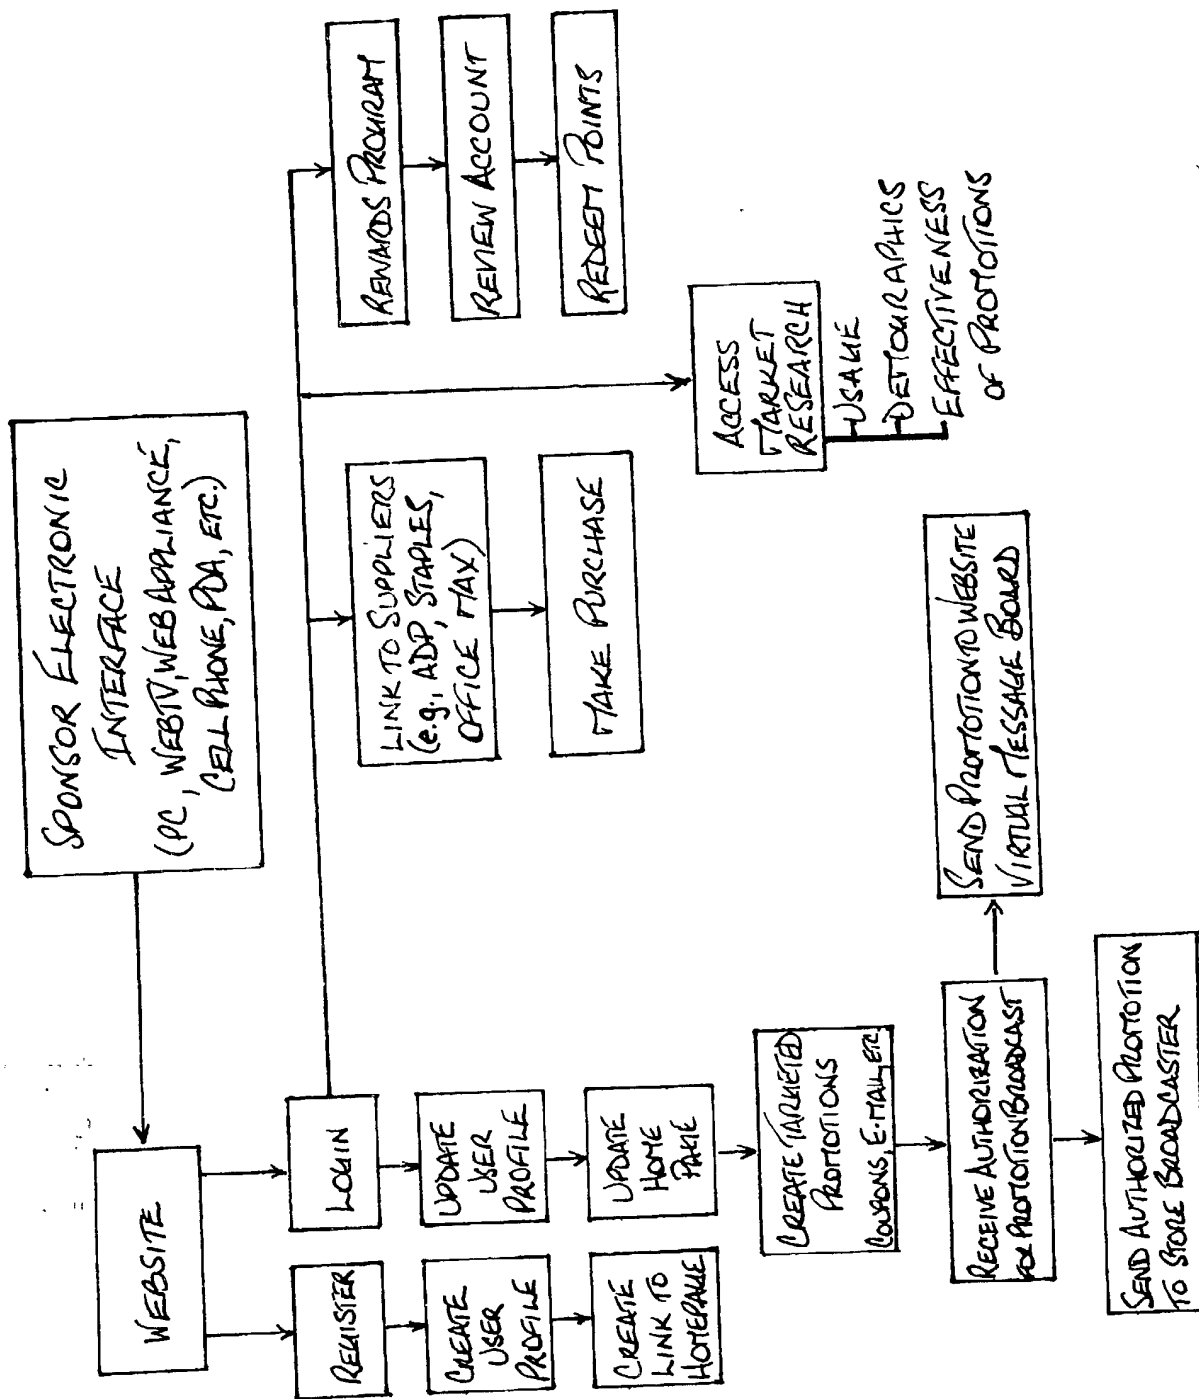 SPONSOR ELECTRONIC
INTERFACE
(PC, WEBTV, WEB APPLIANCE,
CELL PHONE, PDA, ETC.)
WEBSITE
REGISTER
CREATE
USER
PROFILE
CREATE
LINK TO
HOMEPAGE
LOGIN
UPDATE
USER
PROFILE
UPDATE
HOME
PAGE
CREATE TARGETED
PROMOTIONS
COUPONS, E-MAIL, ETC.
RECEIVE AUTHORIZATION
FOR PROMOTION BROADCAST
SEND AUTHORIZED PROMOTION
TO STORE BROADCASTER
SEND PROMOTION TO WEBSITE
VIRTUAL MESSAGE BOARD
LINK TO SUPPLIERS
(e.g., ADP, STAPLES,
OFFICE MAX)
MAKE PURCHASE
ACCESS
MARKET
RESEARCH
USAGE
DEMOGRAPHICS
EFFECTIVENESS
OF PROMOTIONS
REWARDS PROGRAM
REVIEW ACCOUNT
REDEEM POINTS